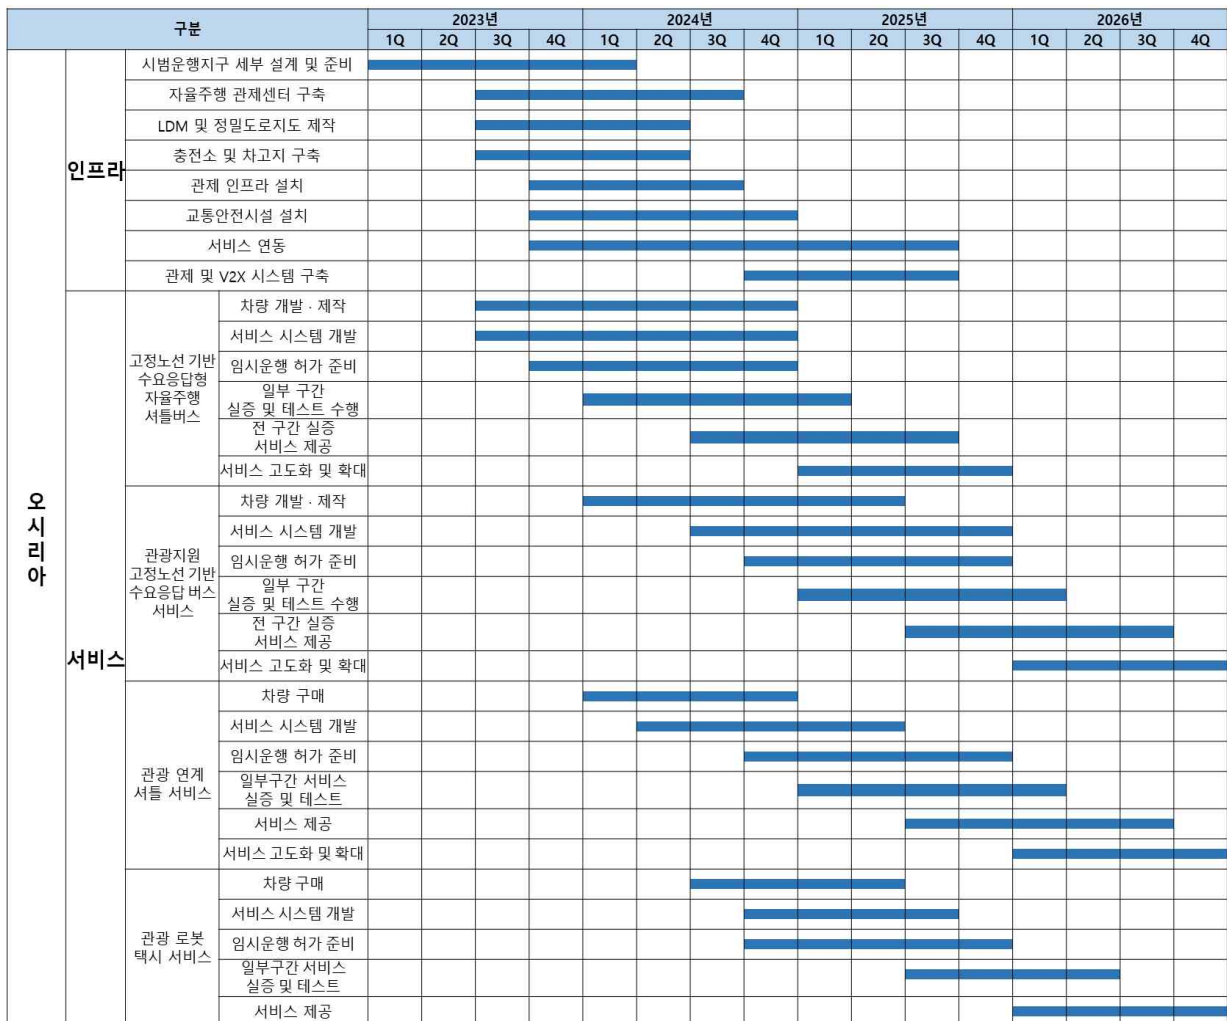 구분
2023년 2024년 2025년 2026년
1Q 2Q 3Q 4Q 1Q 2Q 3Q 4Q 1Q 2Q 3Q 4Q 1Q 2Q 3Q 4Q
오시리아
인프라
시범운행지구 세부 설계 및 준비
자율주행 관제센터 구축
LDM 및 정밀도로지도 제작
충전소 및 차고지 구축
관제 인프라 설치
교통안전시설 설치
서비스 연동
관제 및 V2X 시스템 구축
서비스
고정노선 기반
수요응답형
자율주행
셔틀버스
차량 개발 · 제작
서비스 시스템 개발
임시운행 허가 준비
일부 구간
실증 및 테스트 수행
전 구간 실증
서비스 제공
서비스 고도화 및 확대
관광지원
고정노선 기반
수요응답 버스
서비스
차량 개발 · 제작
서비스 시스템 개발
임시운행 허가 준비
일부 구간
실증 및 테스트 수행
전 구간 실증
서비스 제공
서비스 고도화 및 확대
관광 연계
셔틀 서비스
차량 구매
서비스 시스템 개발
임시운행 허가 준비
일부구간 서비스
실증 및 테스트
서비스 제공
서비스 고도화 및 확대
관광 로봇
택시 서비스
차량 구매
서비스 시스템 개발
임시운행 허가 준비
일부구간 서비스
실증 및 테스트
서비스 제공